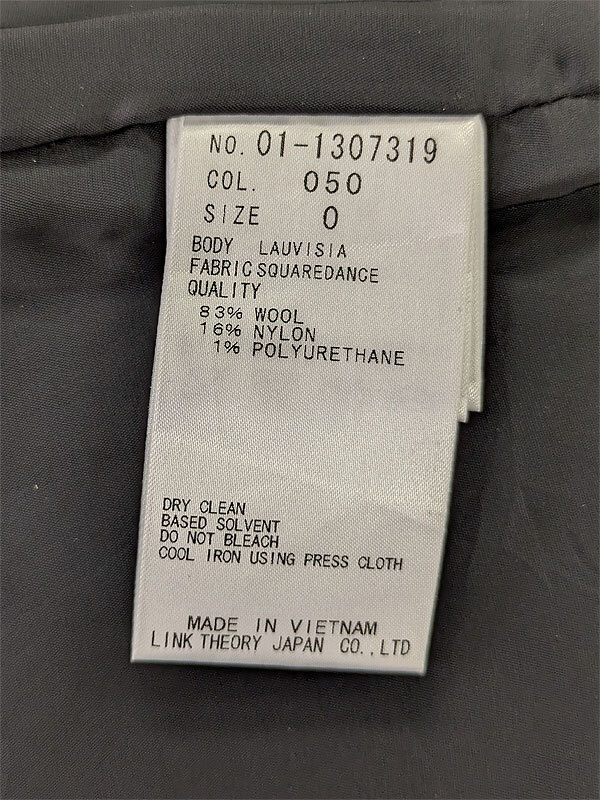 NO. 01-1307319
COL. 050
SIZE 0
BODY LAUVISIA
FABRIC SQUAREDANCE
QUALITY
83% WOOL
16% NYLON
1% POLYURETHANE
DRY CLEAN
BASED SOLVENT
DO NOT BLEACH
COOL IRON USING PRESS CLOTH
MADE IN VIETNAM
LINK THEORY JAPAN CO.,LTD